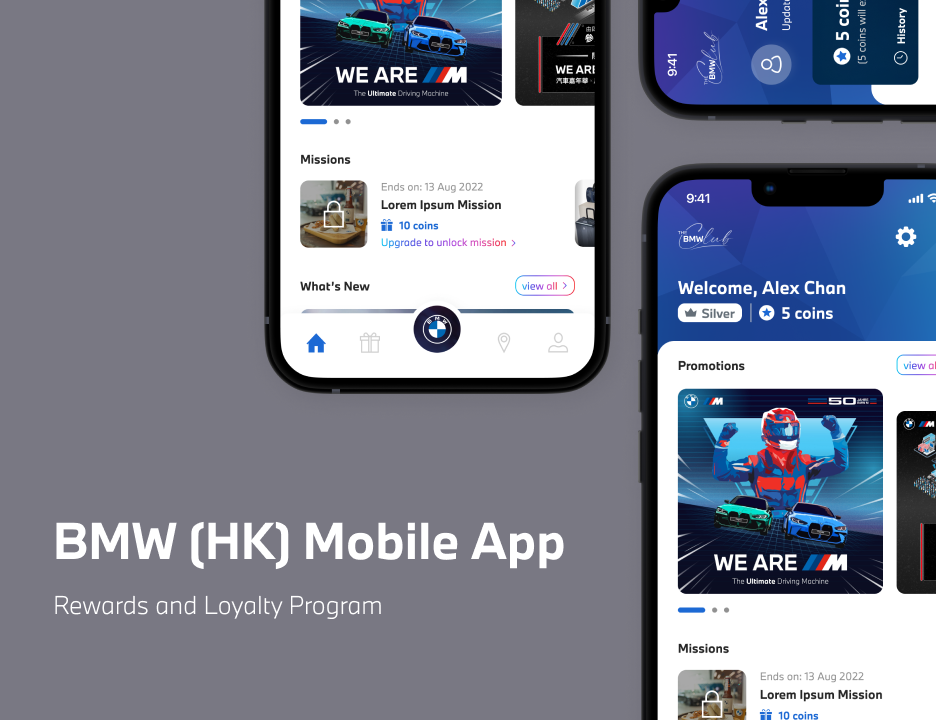 WE ARE M
The Ultimate Driving Machine
WE ARE
汽車嘉年華
Missions
Ends on: 13 Aug 2022
Lorem Ipsum Mission
10 coins
Upgrade to unlock mission
What's New
view all
BMW
BMW (HK) Mobile App
Rewards and Loyalty Program
9:41
THE BMW Club
Alex
Update
5 coin
(5 coins will e
History
9:41
THE BMW Club
Welcome, Alex Chan
Silver
5 coins
Promotions
view al
M
50
M
WE ARE M
The Ultimate Driving Machine
Missions
Ends on: 13 Aug 2022
Lorem Ipsum Mission
10 coins